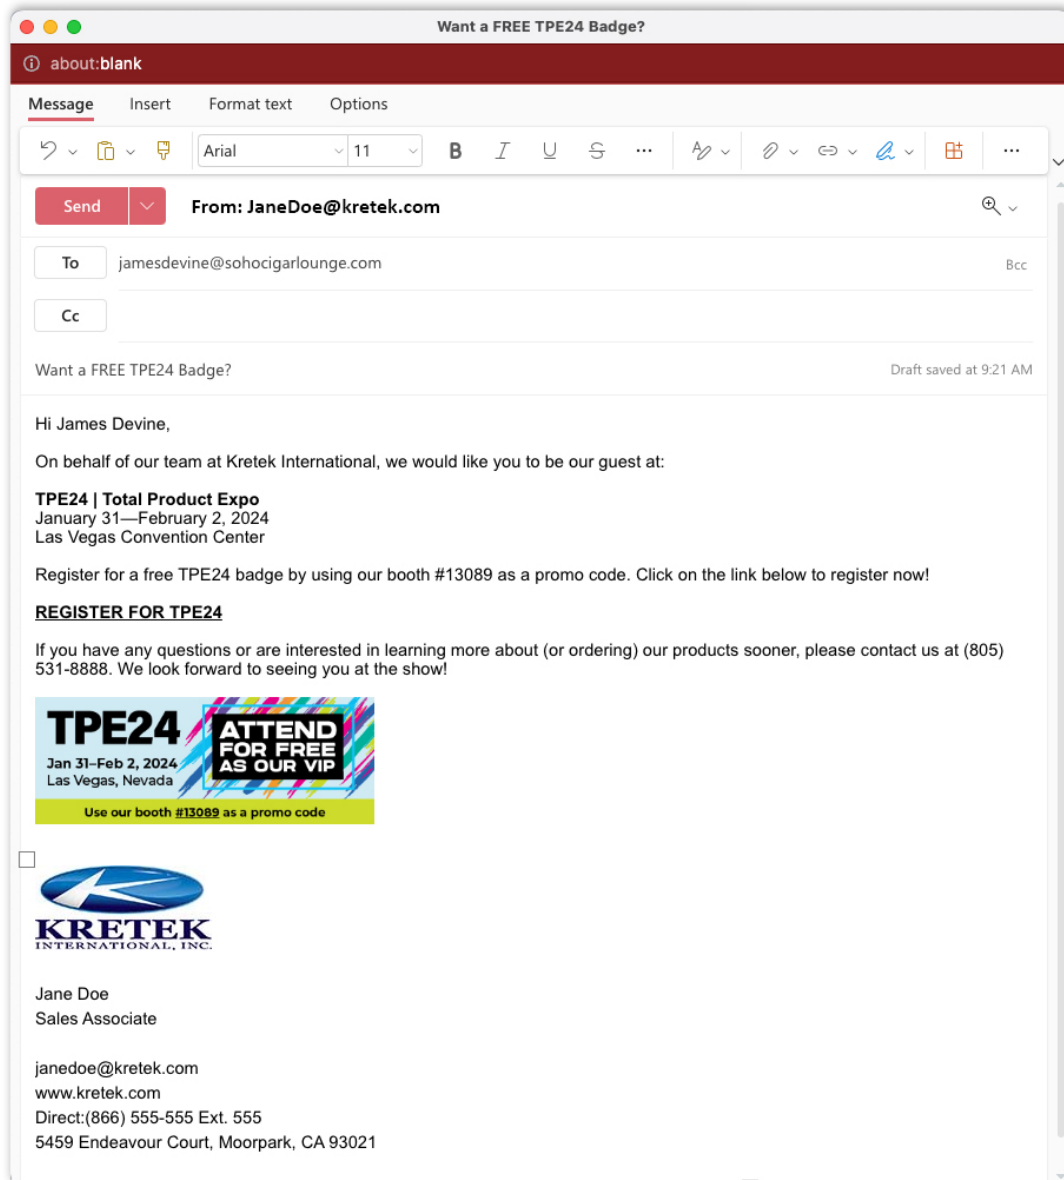 Want a FREE TPE24 Badge?
about:blank
Message Insert Format text Options
Arial 11 B I U S ...
Send From: JaneDoe@kretek.com
To jamesdevine@sohocigarlounge.com Bcc
Cc
Want a FREE TPE24 Badge? Draft saved at 9:21 AM
Hi James Devine,
On behalf of our team at Kretek International, we would like you to be our guest at:
TPE24 | Total Product Expo
January 31—February 2, 2024
Las Vegas Convention Center
Register for a free TPE24 badge by using our booth #13089 as a promo code. Click on the link below to register now!
REGISTER FOR TPE24
If you have any questions or are interested in learning more about (or ordering) our products sooner, please contact us at (805)
531-8888. We look forward to seeing you at the show!
TPE24
Jan 31–Feb 2, 2024
Las Vegas, Nevada
ATTEND
FOR FREE
AS OUR VIP
Use our booth #13089 as a promo code
KRETEK
INTERNATIONAL, INC.
Jane Doe
Sales Associate
janedoe@kretek.com
www.kretek.com
Direct:(866) 555-555 Ext. 555
5459 Endeavour Court, Moorpark, CA 93021